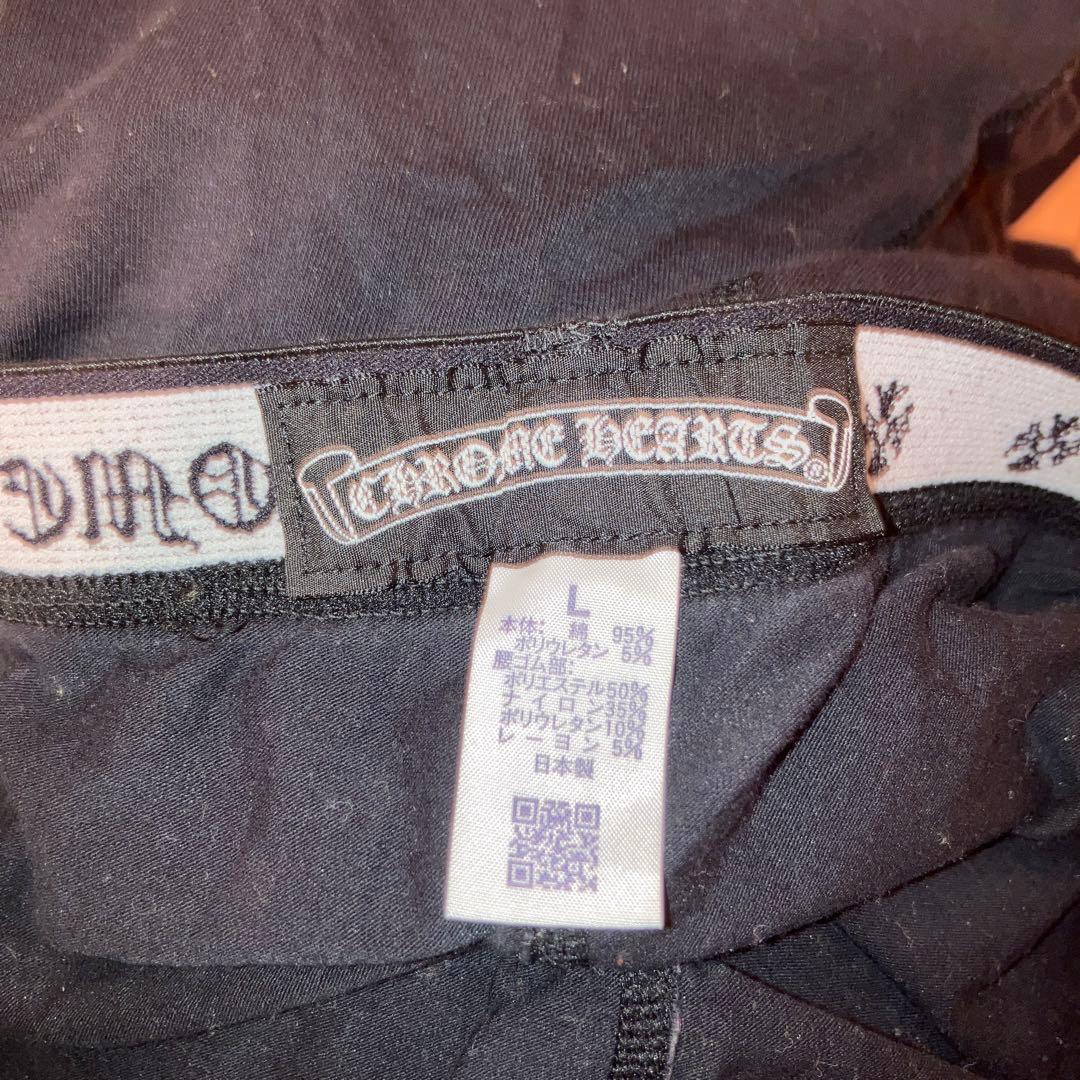 CHROME HEARTS®
L
本体: 綿 95%
ポリウレタン 5%
腰ゴム部:
ポリエステル50%
ナイロン35%
ポリウレタン10%
レーヨン 5%
日本製